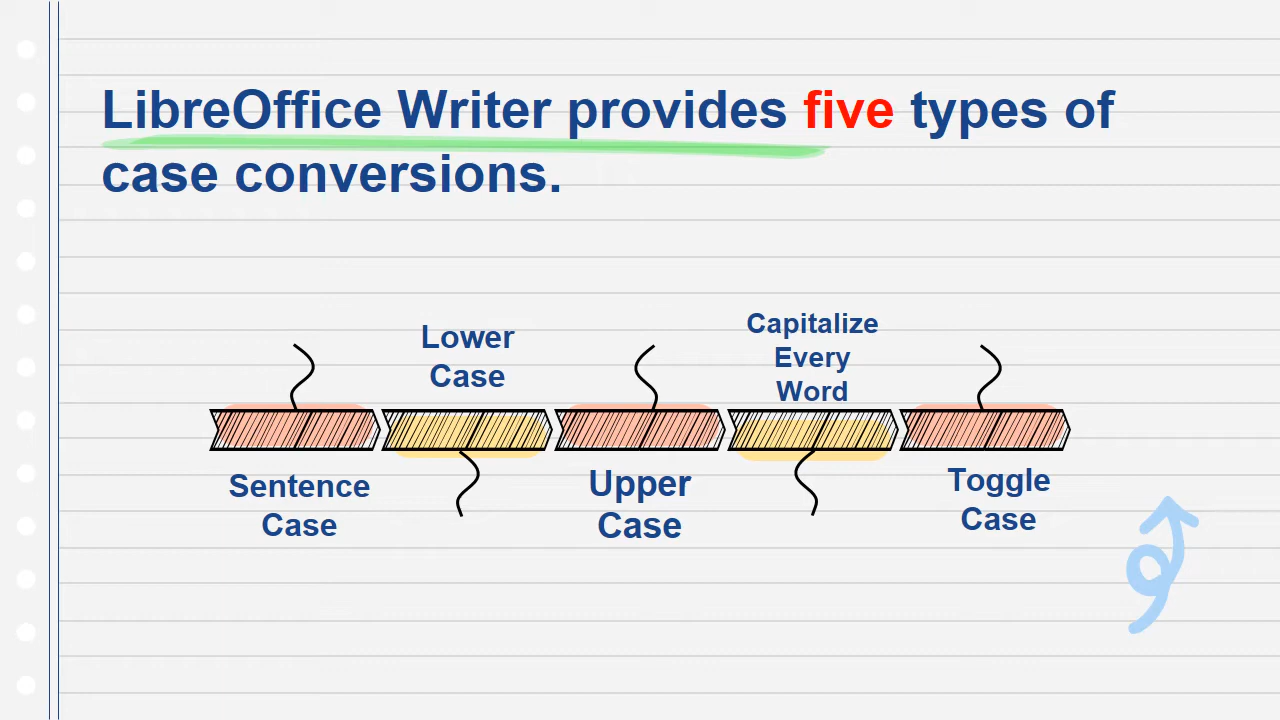 LibreOffice Writer provides five types of
case conversions.
Sentence
Case
Lower
Case
Upper
Case
Capitalize
Every
Word
Toggle
Case